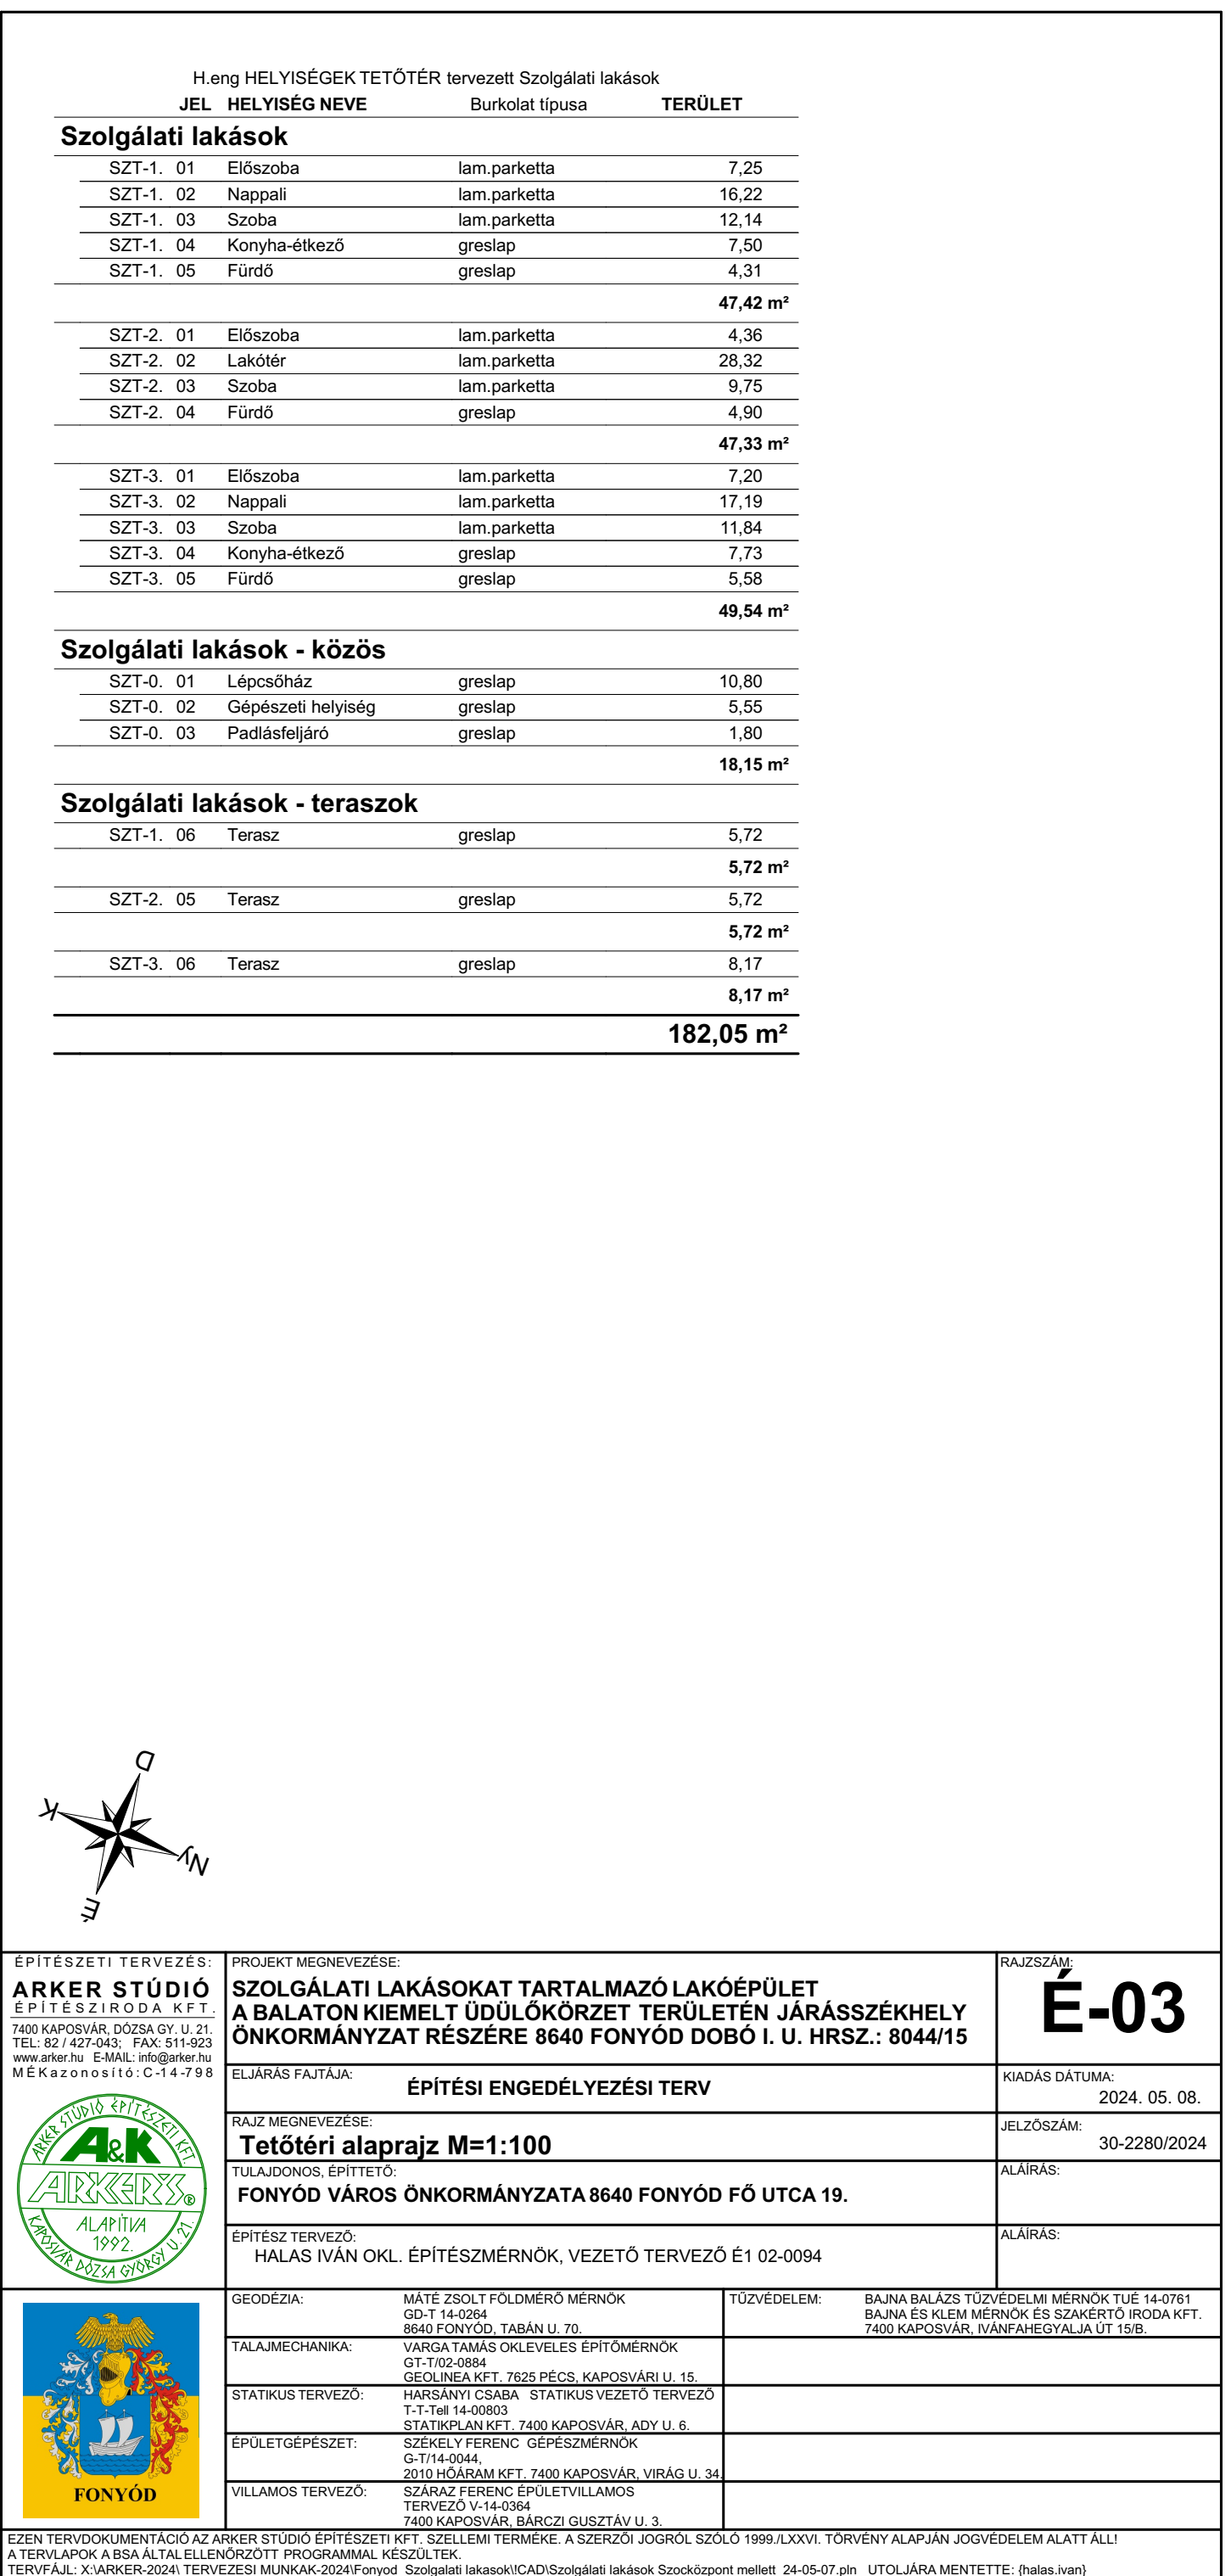 H.eng HELYISÉGEK TETŐTÉR tervezett Szolgálati lakások
JEL HELYISÉG NEVE Burkolat típusa TERÜLET
Szolgálati lakások
SZT-1. 01 Előszoba lam.parketta 7,25
SZT-1. 02 Nappali lam.parketta 16,22
SZT-1. 03 Szoba lam.parketta 12,14
SZT-1. 04 Konyha-étkező greslap 7,50
SZT-1. 05 Fürdő greslap 4,31
47,42 m²
SZT-2. 01 Előszoba lam.parketta 4,36
SZT-2. 02 Lakótér lam.parketta 28,32
SZT-2. 03 Szoba lam.parketta 9,75
SZT-2. 04 Fürdő greslap 4,90
47,33 m²
SZT-3. 01 Előszoba lam.parketta 7,20
SZT-3. 02 Nappali lam.parketta 17,19
SZT-3. 03 Szoba lam.parketta 11,84
SZT-3. 04 Konyha-étkező greslap 7,73
SZT-3. 05 Fürdő greslap 5,58
49,54 m²
Szolgálati lakások - közös
SZT-0. 01 Lépcsőház greslap 10,80
SZT-0. 02 Gépészeti helyiség greslap 5,55
SZT-0. 03 Padlásfeljáró greslap 1,80
18,15 m²
Szolgálati lakások - teraszok
SZT-1. 06 Terasz greslap 5,72
5,72 m²
SZT-2. 05 Terasz greslap 5,72
5,72 m²
SZT-3. 06 Terasz greslap 8,17
8,17 m²
182,05 m²
D
K
Ny
É
ÉPÍTÉSZETI TERVEZÉS:
ARKER STÚDIÓ
ÉPÍTÉSZIRODA KFT.
7400 KAPOSVÁR, DÓZSA GY. U. 21.
TEL: 82 / 427-043; FAX: 511-923
www.arker.hu E-MAIL: info@arker.hu
MÉKazonosító:C-14-798
ARKER STÚDIÓ ÉPÍTÉSZETI KFT.
A&K
ARKER'S ®
ALAPÍTVA
1992.
KAPOSVÁR DÓZSA GYÖRGY U. 21.
PROJEKT MEGNEVEZÉSE:
SZOLGÁLATI LAKÁSOKAT TARTALMAZÓ LAKÓÉPÜLET
A BALATON KIEMELT ÜDÜLŐKÖRZET TERÜLETÉN JÁRÁSSZÉKHELY
ÖNKORMÁNYZAT RÉSZÉRE 8640 FONYÓD DOBÓ I. U. HRSZ.: 8044/15
RAJZSZÁM:
É-03
ELJÁRÁS FAJTÁJA:
ÉPÍTÉSI ENGEDÉLYEZÉSI TERV
KIADÁS DÁTUMA:
2024. 05. 08.
RAJZ MEGNEVEZÉSE:
Tetőtéri alaprajz M=1:100
JELZŐSZÁM:
30-2280/2024
TULAJDONOS, ÉPÍTTETŐ:
FONYÓD VÁROS ÖNKORMÁNYZATA 8640 FONYÓD FŐ UTCA 19.
ALÁÍRÁS:
ÉPÍTÉSZ TERVEZŐ:
HALAS IVÁN OKL. ÉPÍTÉSZMÉRNÖK, VEZETŐ TERVEZŐ É1 02-0094
ALÁÍRÁS:
FONYÓD
GEODÉZIA: MÁTÉ ZSOLT FÖLDMÉRŐ MÉRNÖK
GD-T 14-0264
8640 FONYÓD, TABÁN U. 70.
TŰZVÉDELEM: BAJNA BALÁZS TŰZVÉDELMI MÉRNÖK TUÉ 14-0761
BAJNA ÉS KLEM MÉRNÖK ÉS SZAKÉRTŐ IRODA KFT.
7400 KAPOSVÁR, IVÁNFAHEGYALJA ÚT 15/B.
TALAJMECHANIKA: VARGA TAMÁS OKLEVELES ÉPÍTŐMÉRNÖK
GT-T/02-0884
GEOLINEA KFT. 7625 PÉCS, KAPOSVÁRI U. 15.
STATIKUS TERVEZŐ: HARSÁNYI CSABA STATIKUS VEZETŐ TERVEZŐ
T-T-Tell 14-00803
STATIKPLAN KFT. 7400 KAPOSVÁR, ADY U. 6.
ÉPÜLETGÉPÉSZET: SZÉKELY FERENC GÉPÉSZMÉRNÖK
G-T/14-0044,
2010 HŐÁRAM KFT. 7400 KAPOSVÁR, VIRÁG U. 34.
VILLAMOS TERVEZŐ: SZÁRAZ FERENC ÉPÜLETVILLAMOS
TERVEZŐ V-14-0364
7400 KAPOSVÁR, BÁRCZI GUSZTÁV U. 3.
EZEN TERVDOKUMENTÁCIÓ AZ ARKER STÚDIÓ ÉPÍTÉSZETI KFT. SZELLEMI TERMÉKE. A SZERZŐI JOGRÓL SZÓLÓ 1999./LXXVI. TÖRVÉNY ALAPJÁN JOGVÉDELEM ALATT ÁLL!
A TERVLAPOK A BSA ÁLTAL ELLENŐRZÖTT PROGRAMMAL KÉSZÜLTEK.
TERVFÁJL: X:\ARKER-2024\ TERVEZESI MUNKAK-2024\Fonyod_Szolgalati lakasok\!CAD\Szolgálati lakások Szocközpont mellett_24-05-07.pln UTOLJÁRA MENTETTE: {halas.ivan}